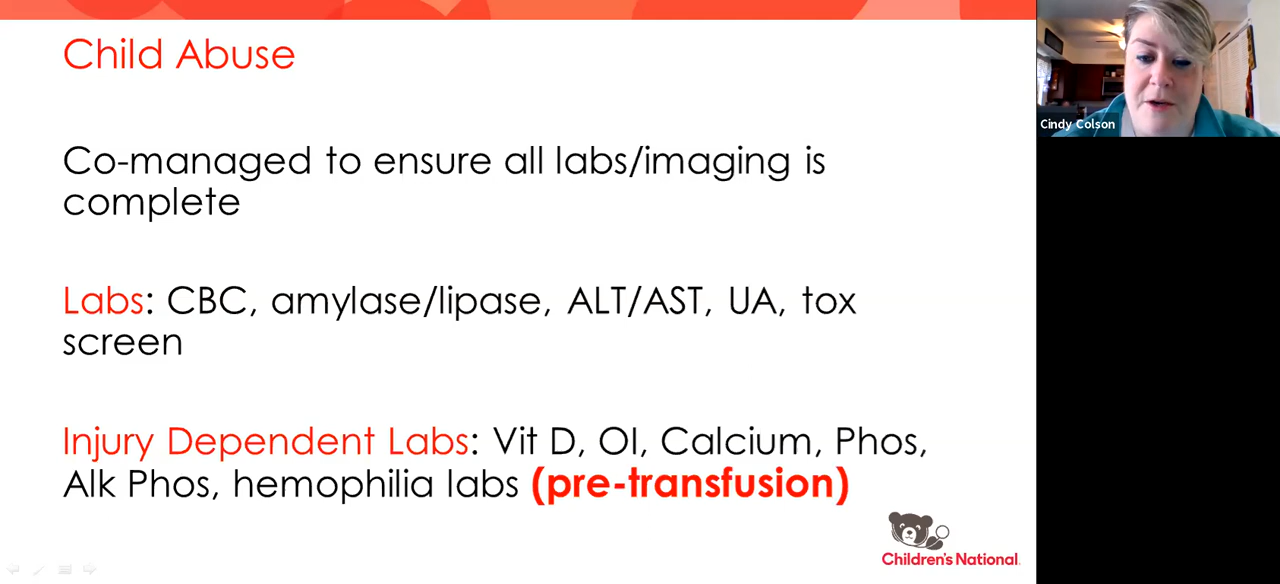 Child Abuse
Co-managed to ensure all labs/imaging is
complete
Labs: CBC, amylase/lipase, ALT/AST, UA, tox
screen
Injury Dependent Labs: Vit D, OI, Calcium, Phos,
Alk Phos, hemophilia labs (pre-transfusion)
Children's National
Cindy Colson